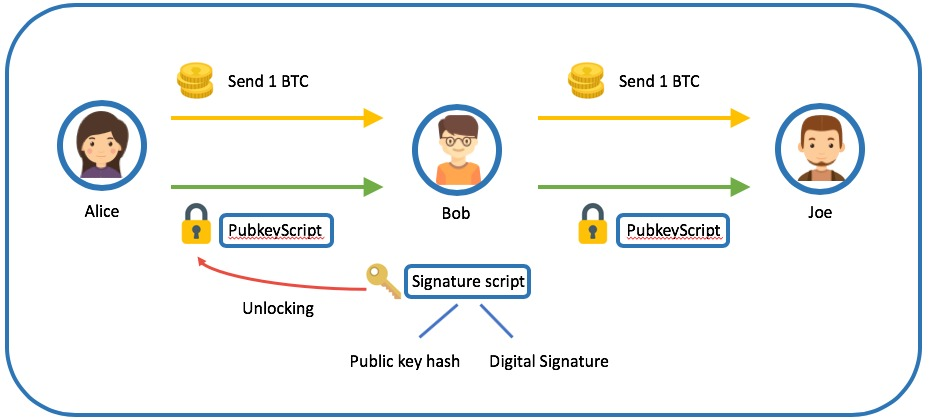 Send 1 BTC
Send 1 BTC
Alice
Bob
Joe
PubkeyScript
PubkeyScript
Signature script
Unlocking
Public key hash
Digital Signature